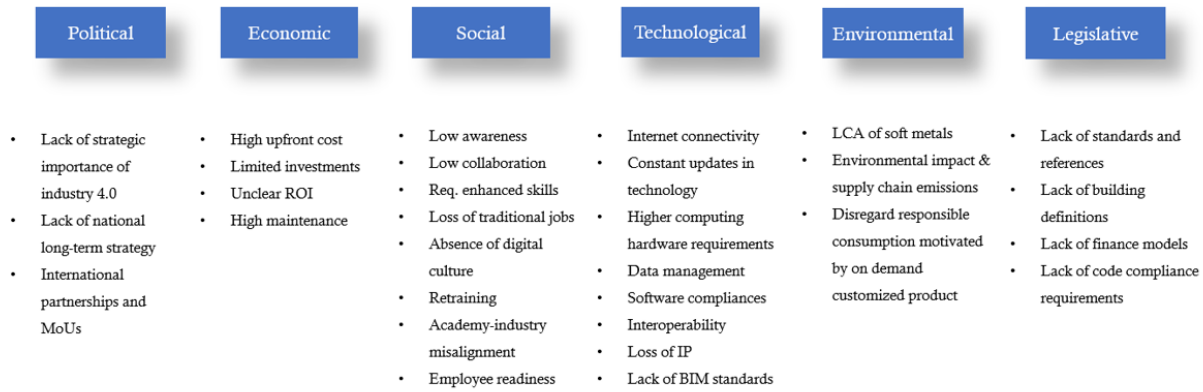 Political
Economic
Social
Technological
Environmental
Legislative
• Lack of strategic
importance of
industry 4.0
• Lack of national
long-term strategy
• International
partnerships and
MoUs
• High upfront cost
• Limited investments
• Unclear ROI
• High maintenance
• Low awareness
• Low collaboration
• Req. enhanced skills
• Loss of traditional jobs
• Absence of digital
culture
• Retraining
• Academy-industry
misalignment
• Employee readiness
• Internet connectivity
• Constant updates in
technology
• Higher computing
hardware requirements
• Data management
• Software compliances
• Interoperability
• Loss of IP
• Lack of BIM standards
• LCA of soft metals
• Environmental impact &
supply chain emissions
• Disregard responsible
consumption motivated
by on demand
customized product
• Lack of standards and
references
• Lack of building
definitions
• Lack of finance models
• Lack of code compliance
requirements